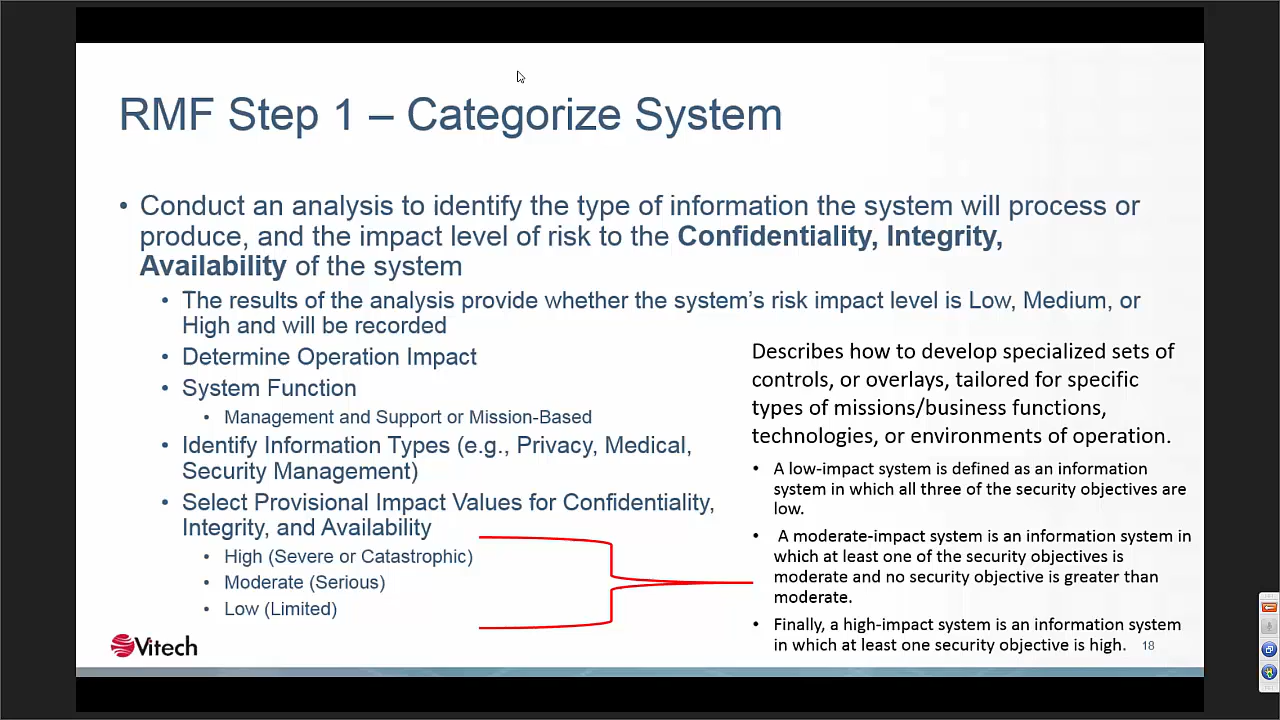 RMF Step 1 – Categorize System
• Conduct an analysis to identify the type of information the system will process or
produce, and the impact level of risk to the Confidentiality, Integrity,
Availability of the system
• The results of the analysis provide whether the system's risk impact level is Low, Medium, or
High and will be recorded
• Determine Operation Impact
• System Function
• Management and Support or Mission-Based
• Identify Information Types (e.g., Privacy, Medical,
Security Management)
• Select Provisional Impact Values for Confidentiality,
Integrity, and Availability
• High (Severe or Catastrophic)
• Moderate (Serious)
• Low (Limited)
Describes how to develop specialized sets of
controls, or overlays, tailored for specific
types of missions/business functions,
technologies, or environments of operation.
• A low-impact system is defined as an information
system in which all three of the security objectives are
low.
• A moderate-impact system is an information system in
which at least one of the security objectives is
moderate and no security objective is greater than
moderate.
• Finally, a high-impact system is an information system
in which at least one security objective is high.
Vitech
18